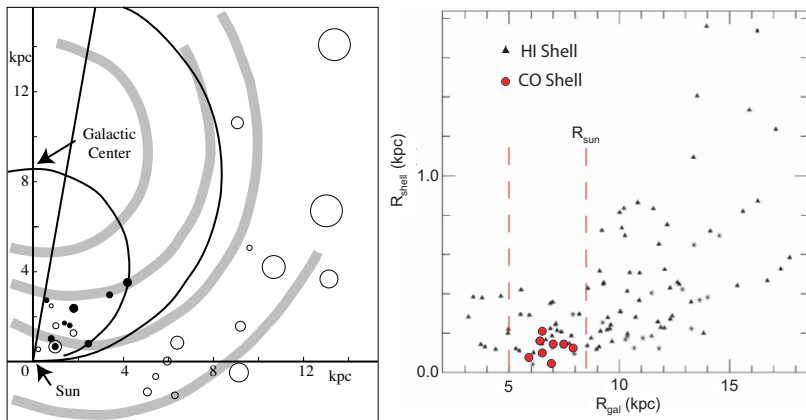 kpc
12
Galactic
Center
8
4
0
0
4
8
12
kpc
Sun
HI Shell
CO Shell
R_sun
R_shell (kpc)
1.0
0.0
5
10
15
R_gal (kpc)